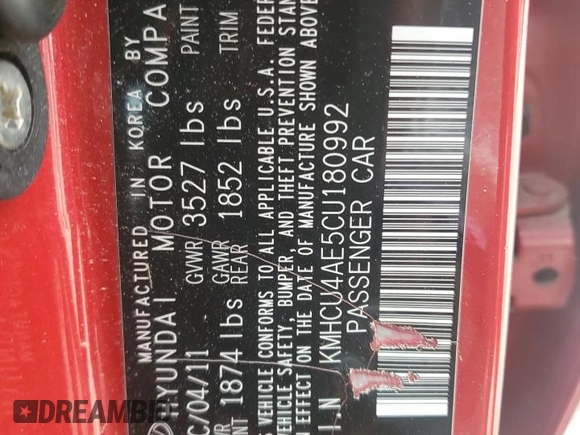 MANUFACTURED IN KOREA BY
HYUNDAI MOTOR COMPA
C/04/11 GVWR 3527 lbs PAINT
GAWR
1874 lbs REAR 1852 lbs TRIM
VEHICLE CONFORMS TO ALL APPLICABLE U.S.A. FEDER
VEHICLE SAFETY, BUMPER, AND THEFT PREVENTION STAN
IN EFFECT ON THE DATE OF MANUFACTURE SHOWN ABOVE
I.N KMHCU4AE5CU180992
PASSENGER CAR
DREAMBID